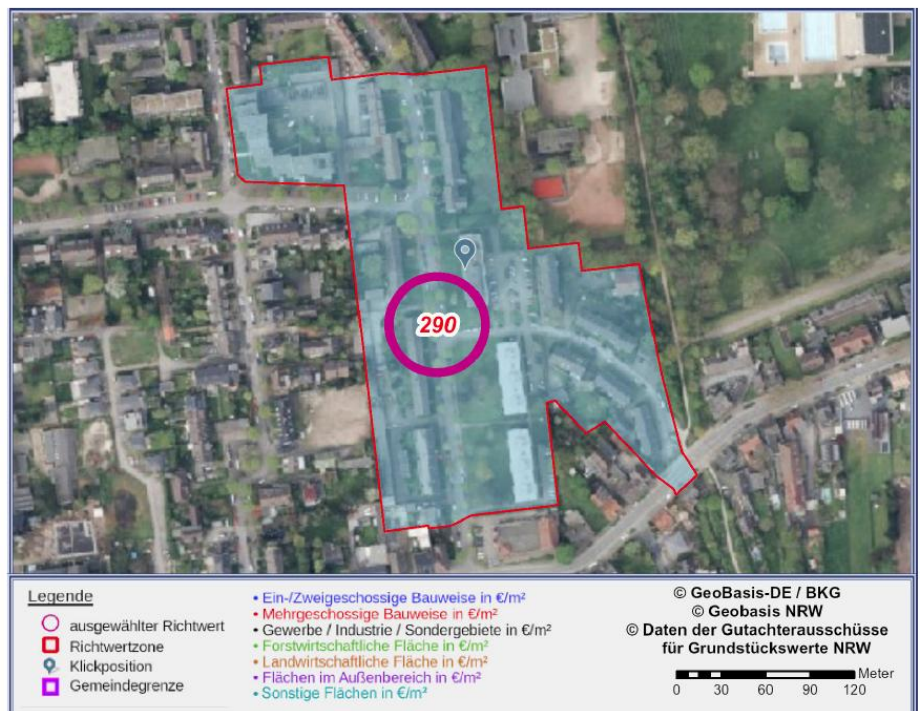 290
Legende
ausgewählter Richtwert
Richtwertzone
Klickposition
Gemeindegrenze
• Ein-/Zweigeschossige Bauweise in €/m²
• Mehrgeschossige Bauweise in €/m²
• Gewerbe / Industrie / Sondergebiete in €/m²
• Forstwirtschaftliche Fläche in €/m²
• Landwirtschaftliche Fläche in €/m²
• Flächen im Außenbereich in €/m²
• Sonstige Flächen in €/m²
© GeoBasis-DE / BKG
© Geobasis NRW
© Daten der Gutachterausschüsse
für Grundstückswerte NRW
Meter
0 30 60 90 120